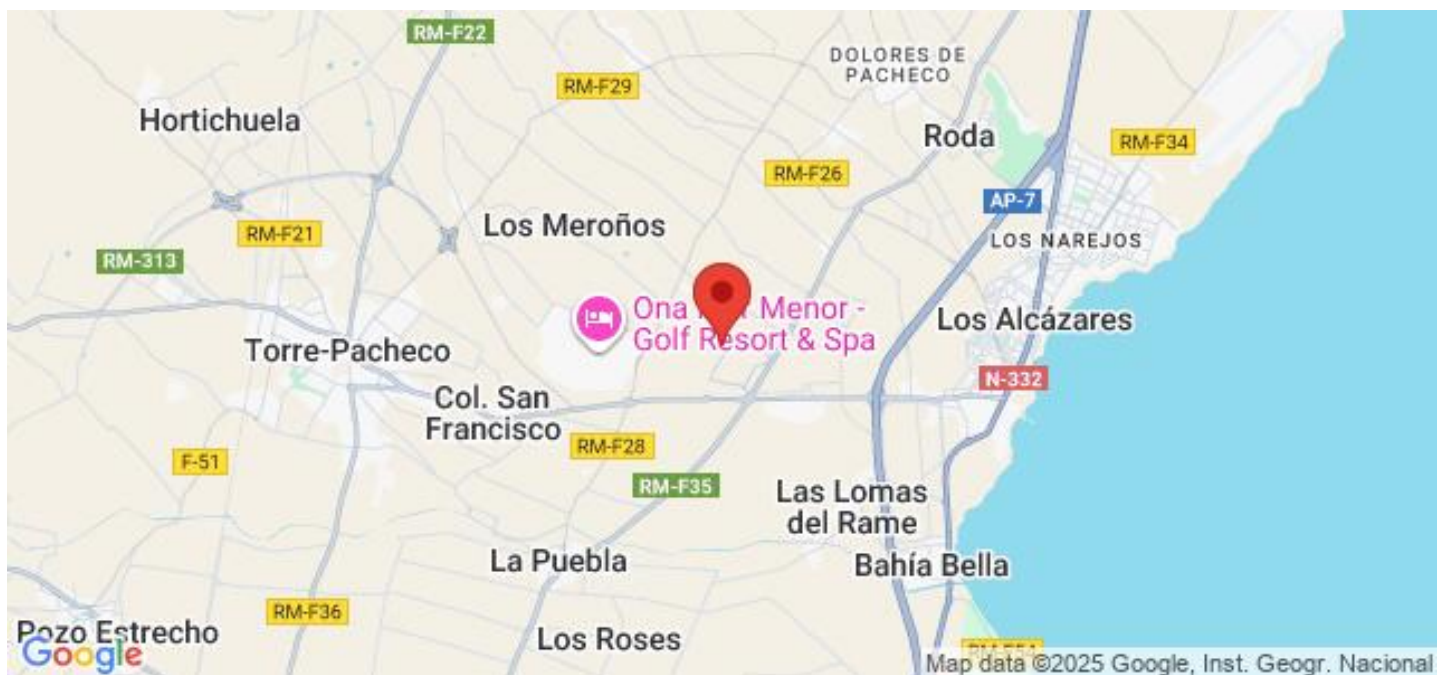 RM-F22
DOLORES DE
PACHECO
RM-F29
Hortichuela
Roda
RM-F34
RM-F26
AP-7
Los Meroños
RM-F21
LOS NAREJOS
RM-313
Ona Menor -
Golf Resort & Spa
Los Alcázares
Torre-Pacheco
N-332
Col. San
Francisco
RM-F28
F-51
RM-F35
Las Lomas
del Rame
La Puebla
Bahía Bella
RM-F36
Pozo Estrecho
Los Roses
Google
RM-F54
Map data ©2025 Google, Inst. Geogr. Nacional